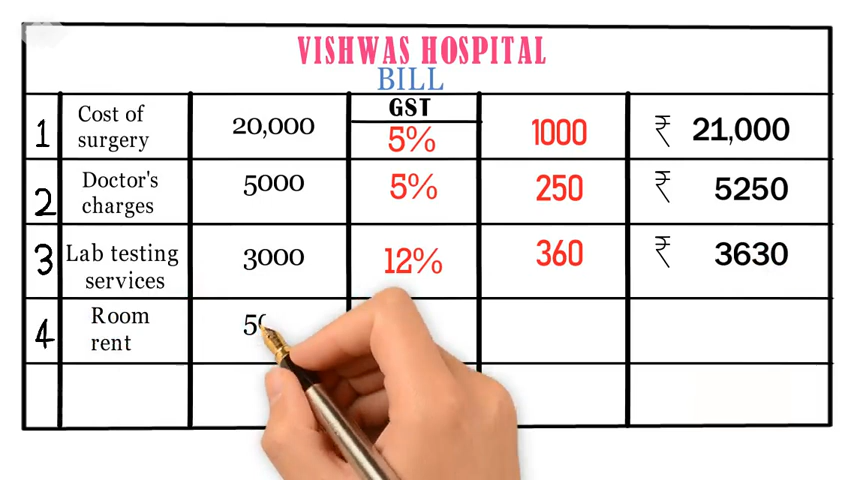 VISHWAS HOSPITAL
BILL
GST
1 Cost of surgery 20,000 5% 1000 ₹ 21,000
2 Doctor's charges 5000 5% 250 ₹ 5250
3 Lab testing services 3000 12% 360 ₹ 3630
4 Room rent